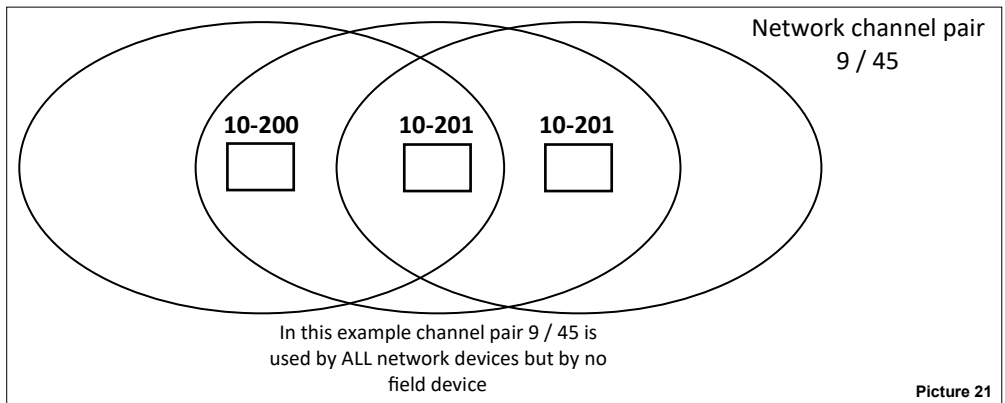 Network channel pair
9 / 45
10-200 10-201 10-201
In this example channel pair 9 / 45 is
used by ALL network devices but by no
field device
Picture 21